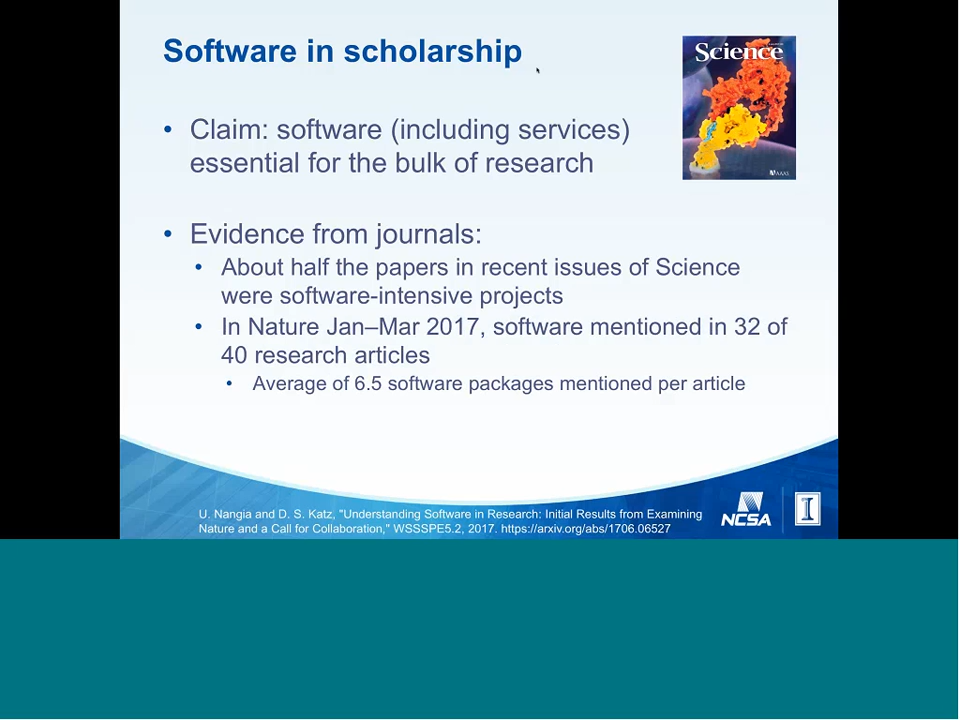 Software in scholarship
Science
• Claim: software (including services)
essential for the bulk of research
AAAS
• Evidence from journals:
• About half the papers in recent issues of Science
were software-intensive projects
• In Nature Jan–Mar 2017, software mentioned in 32 of
40 research articles
• Average of 6.5 software packages mentioned per article
U. Nangia and D. S. Katz, "Understanding Software in Research: Initial Results from Examining
Nature and a Call for Collaboration," WSSSPE5.2, 2017. https://arxiv.org/abs/1706.06527
NCSA
I